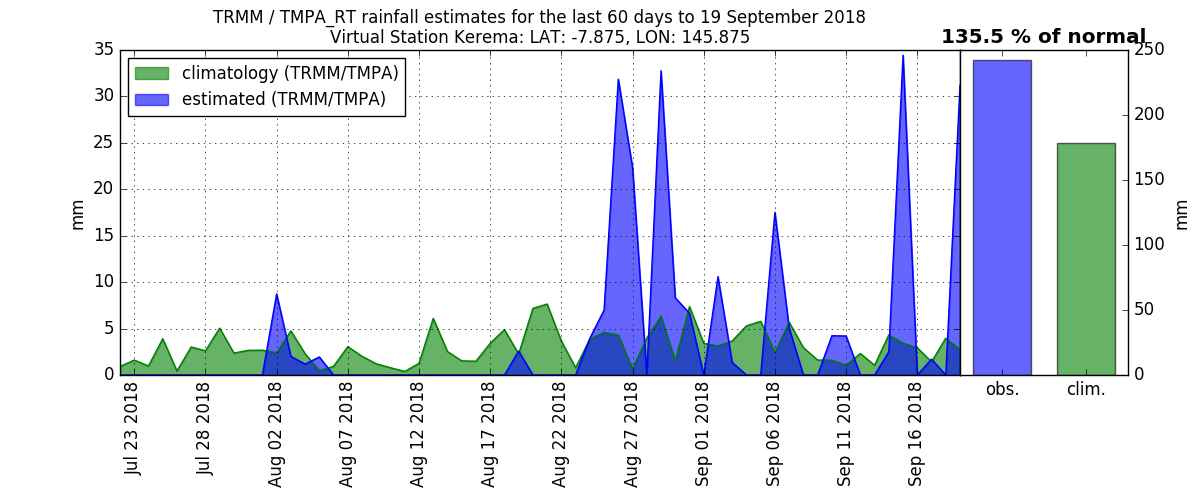 TRMM / TMPA_RT rainfall estimates for the last 60 days to 19 September 2018
Virtual Station Kerema: LAT: -7.875, LON: 145.875
135.5 % of normal
climatology (TRMM/TMPA)
estimated (TRMM/TMPA)
mm
35
30
25
20
15
10
5
0
Jul 23 2018
Jul 28 2018
Aug 02 2018
Aug 07 2018
Aug 12 2018
Aug 17 2018
Aug 22 2018
Aug 27 2018
Sep 01 2018
Sep 06 2018
Sep 11 2018
Sep 16 2018
obs.
clim.
250
200
150
100
50
0
mm